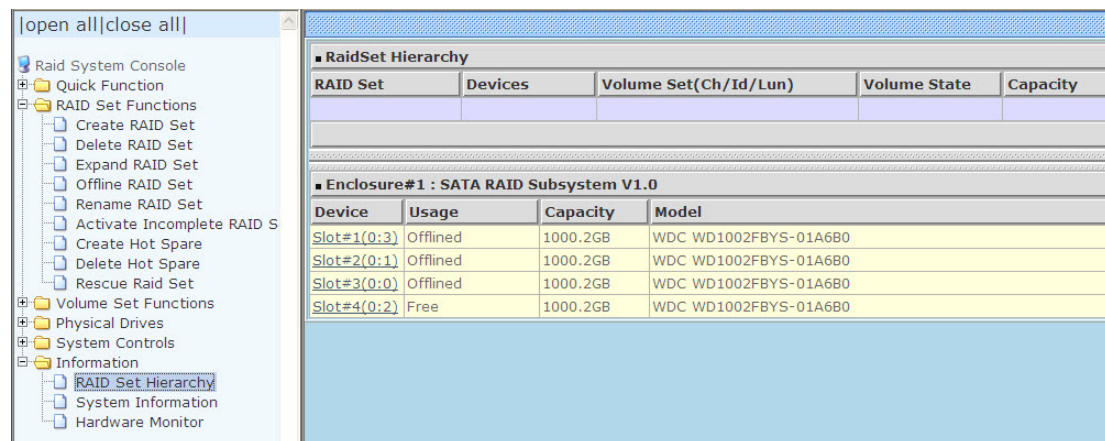 |open all|close all|
Raid System Console
Quick Function
RAID Set Functions
Create RAID Set
Delete RAID Set
Expand RAID Set
Offline RAID Set
Rename RAID Set
Activate Incomplete RAID S
Create Hot Spare
Delete Hot Spare
Rescue Raid Set
Volume Set Functions
Physical Drives
System Controls
Information
RAID Set Hierarchy
System Information
Hardware Monitor
RaidSet Hierarchy
RAID Set Devices Volume Set(Ch/Id/Lun) Volume State Capacity
Enclosure#1 : SATA RAID Subsystem V1.0
Device Usage Capacity Model
Slot#1(0:3) Offlined 1000.2GB WDC WD1002FBYS-01A6B0
Slot#2(0:1) Offlined 1000.2GB WDC WD1002FBYS-01A6B0
Slot#3(0:0) Offlined 1000.2GB WDC WD1002FBYS-01A6B0
Slot#4(0:2) Free 1000.2GB WDC WD1002FBYS-01A6B0